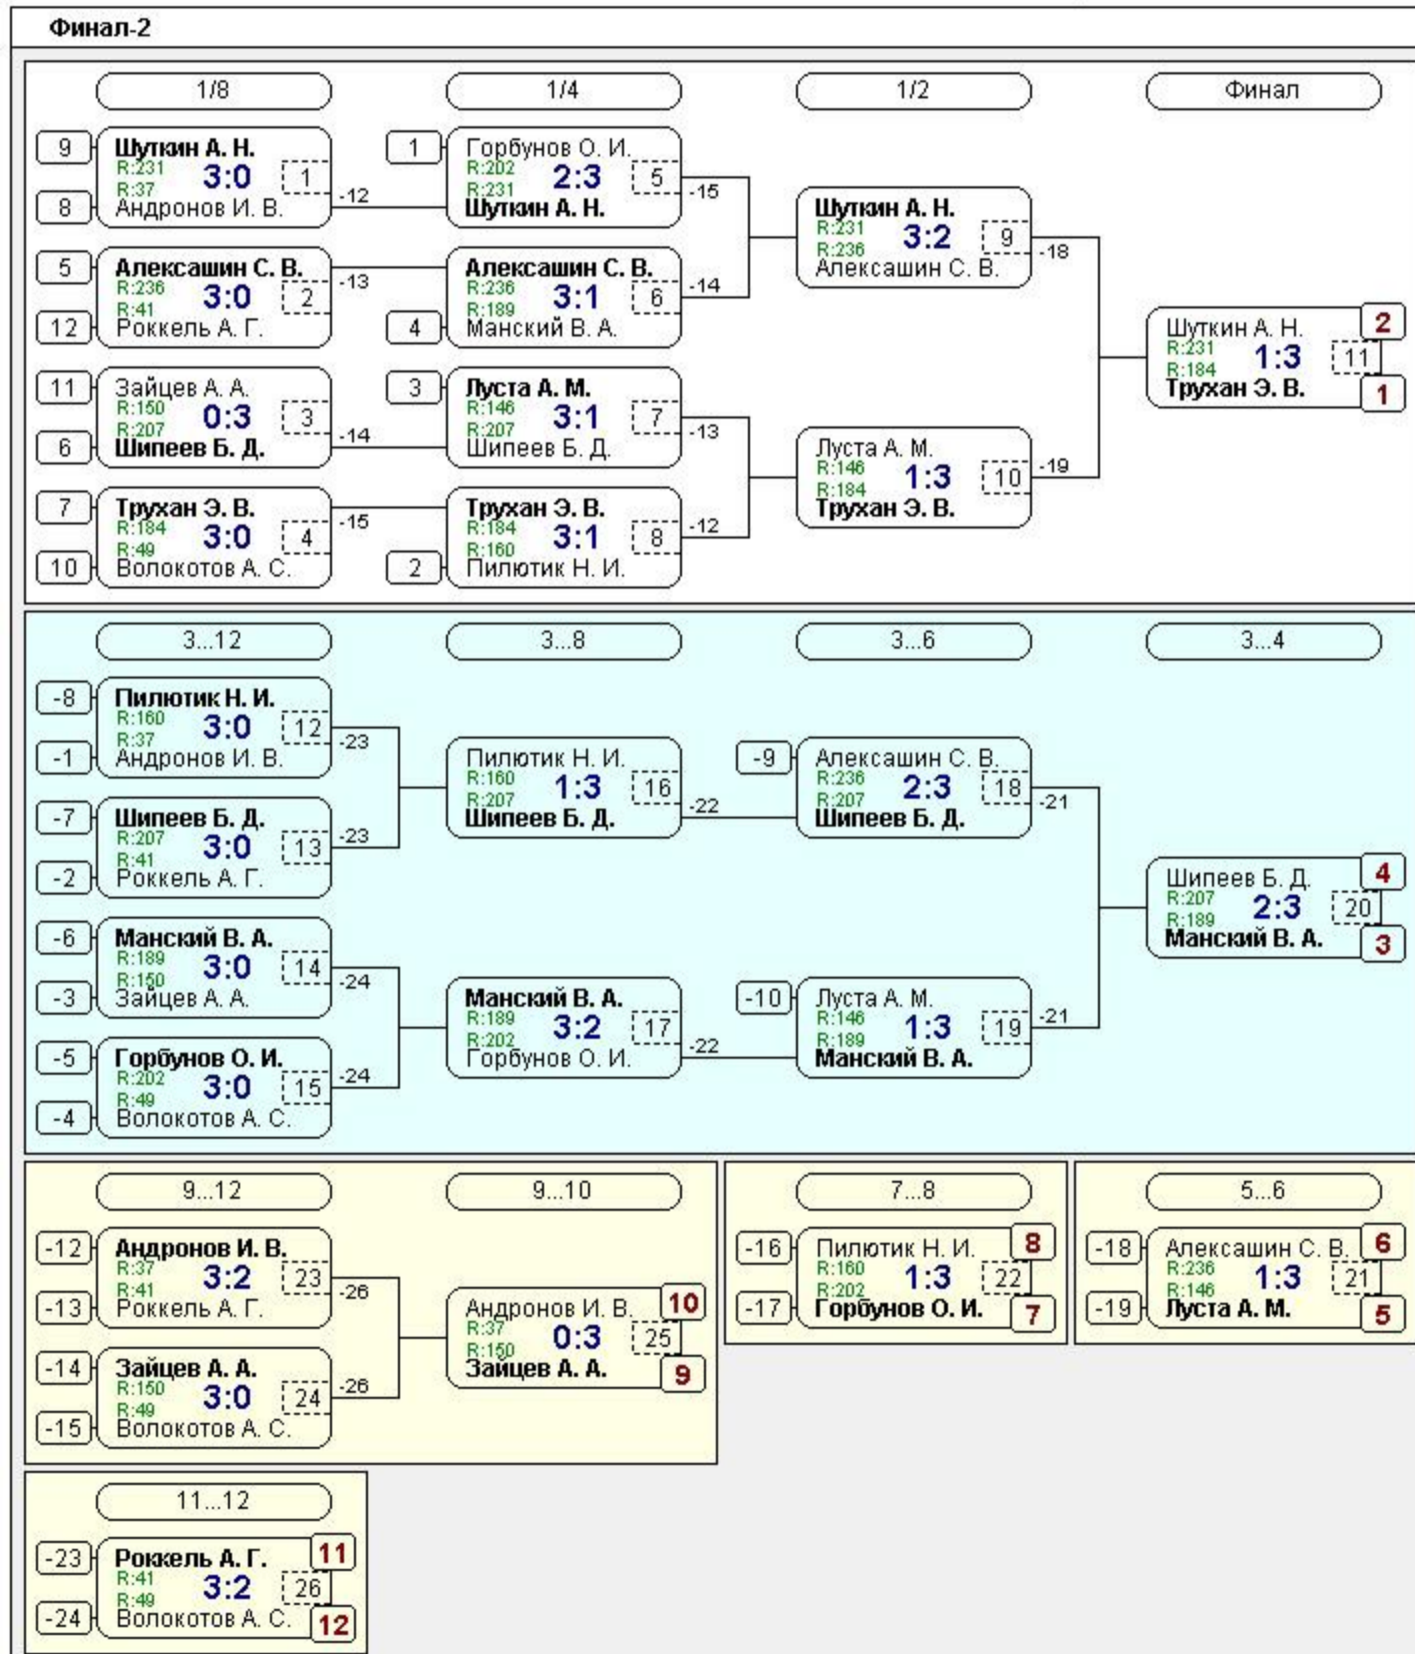 Финал-2
1/8 1/4 1/2 Финал
9 Шуткин А. Н. 1 Горбунов О. И.
R:231 3:0 1 R:202 2:3 5
R:37 -12 R:231 -15
8 Андронов И. В. Шуткин А. Н. Шуткин А. Н.
R:231 3:2 9
R:236 -18
5 Алексашин С. В. Алексашин С. В. Алексашин С. В.
R:236 3:0 2 -13 R:236 3:1 6 -14
R:41 R:189
12 Роккель А. Г. 4 Манский В. А. Шуткин А. Н. 2
R:231 1:3 11
R:184
11 Зайцев А. А. 3 Луста А. М. Трухан Э. В. 1
R:150 0:3 3 R:146 3:1 7
R:207 -14 R:207 -13
6 Шипеев Б. Д. Шипеев Б. Д. Луста А. М.
R:146 1:3 10 -19
R:184
7 Трухан Э. В. Трухан Э. В. Трухан Э. В.
R:184 3:0 4 -15 R:184 3:1 8 -12
R:49 R:160
10 Волокотов А. С. 2 Пилютик Н. И.
3...12 3...8 3...6 3...4
-8 Пилютик Н. И.
R:160 3:0 12 -23
R:37
-1 Андронов И. В. Пилютик Н. И. -9 Алексашин С. В.
R:160 1:3 16 R:236 2:3 18
R:207 -22 R:207 -21
-7 Шипеев Б. Д. Шипеев Б. Д. Шипеев Б. Д.
R:207 3:0 13 -23
R:41
-2 Роккель А. Г. Шипеев Б. Д. 4
R:207 2:3 20
R:189
-6 Манский В. А. Манский В. А. 3
R:189 3:0 14 -24
R:150
-3 Зайцев А. А. Манский В. А. -10 Луста А. М.
R:189 3:2 17 R:146 1:3 19 -21
R:202 -22 R:189
-5 Горбунов О. И. Горбунов О. И. Манский В. А.
R:202 3:0 15 -24
R:49
-4 Волокотов А. С.
9...12 9...10 7...8 5...6
-12 Андронов И. В. -16 Пилютик Н. И. 8 -18 Алексашин С. В. 6
R:37 3:2 23 -26 R:160 1:3 22 R:236 1:3 21
R:41 R:202 R:146
-13 Роккель А. Г. Андронов И. В. 10 -17 Горбунов О. И. 7 -19 Луста А. М. 5
R:37 0:3 25
R:150
-14 Зайцев А. А. Зайцев А. А. 9
R:150 3:0 24 -26
R:49
-15 Волокотов А. С.
11...12
-23 Роккель А. Г. 11
R:41 3:2 26
R:49
-24 Волокотов А. С. 12